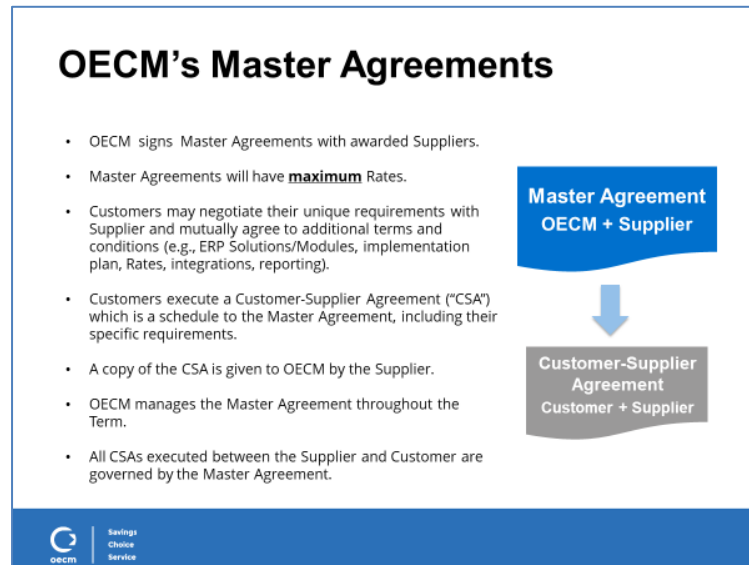 OECM's Master Agreements
• OECM signs Master Agreements with awarded Suppliers.
• Master Agreements will have maximum Rates.
• Customers may negotiate their unique requirements with
Supplier and mutually agree to additional terms and
conditions (e.g., ERP Solutions/Modules, implementation
plan, Rates, integrations, reporting).
• Customers execute a Customer-Supplier Agreement (“CSA”)
which is a schedule to the Master Agreement, including their
specific requirements.
• A copy of the CSA is given to OECM by the Supplier.
• OECM manages the Master Agreement throughout the
Term.
• All CSAs executed between the Supplier and Customer are
governed by the Master Agreement.
Master Agreement
OECM + Supplier
Customer-Supplier
Agreement
Customer + Supplier
oecm
Savings
Choice
Service